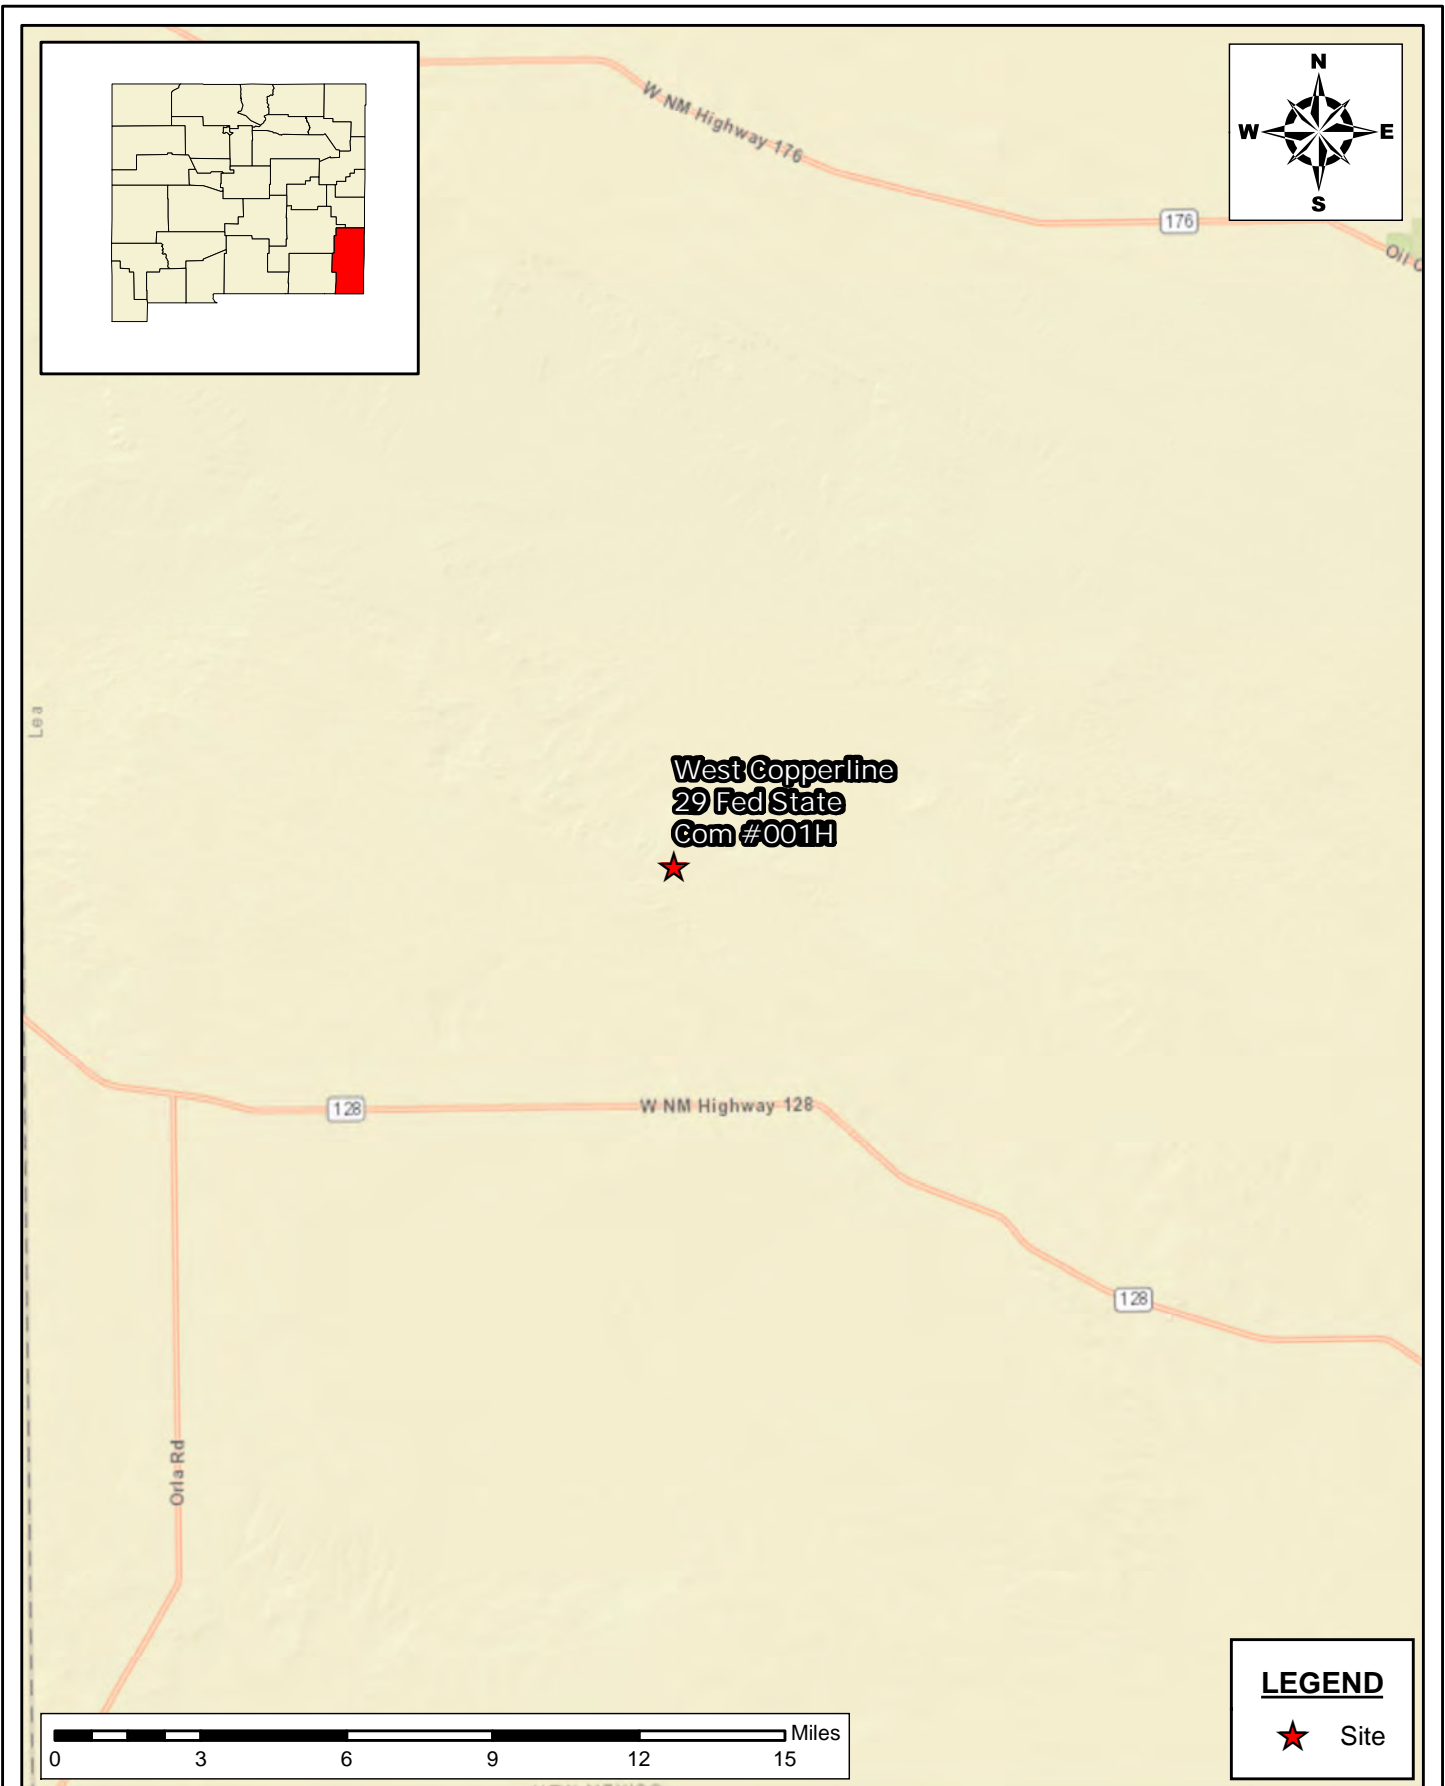 W NM Highway 176
N
W
E
S
176
Oil C
Lea
West Copperline
29 Fed State
Com #001H
128
W NM Highway 128
128
Orla Rd
LEGEND
Site
Miles
0 3 6 9 12 15